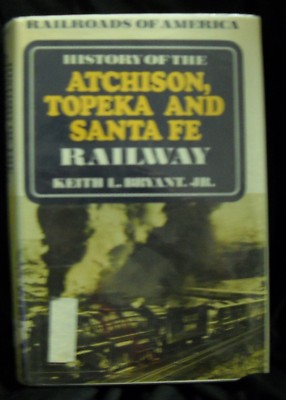 RAILROADS OF AMERICA
HISTORY OF THE
ATCHISON,
TOPEKA AND
SANTA FE
RAILWAY
KEITH L. BRYANT, JR.